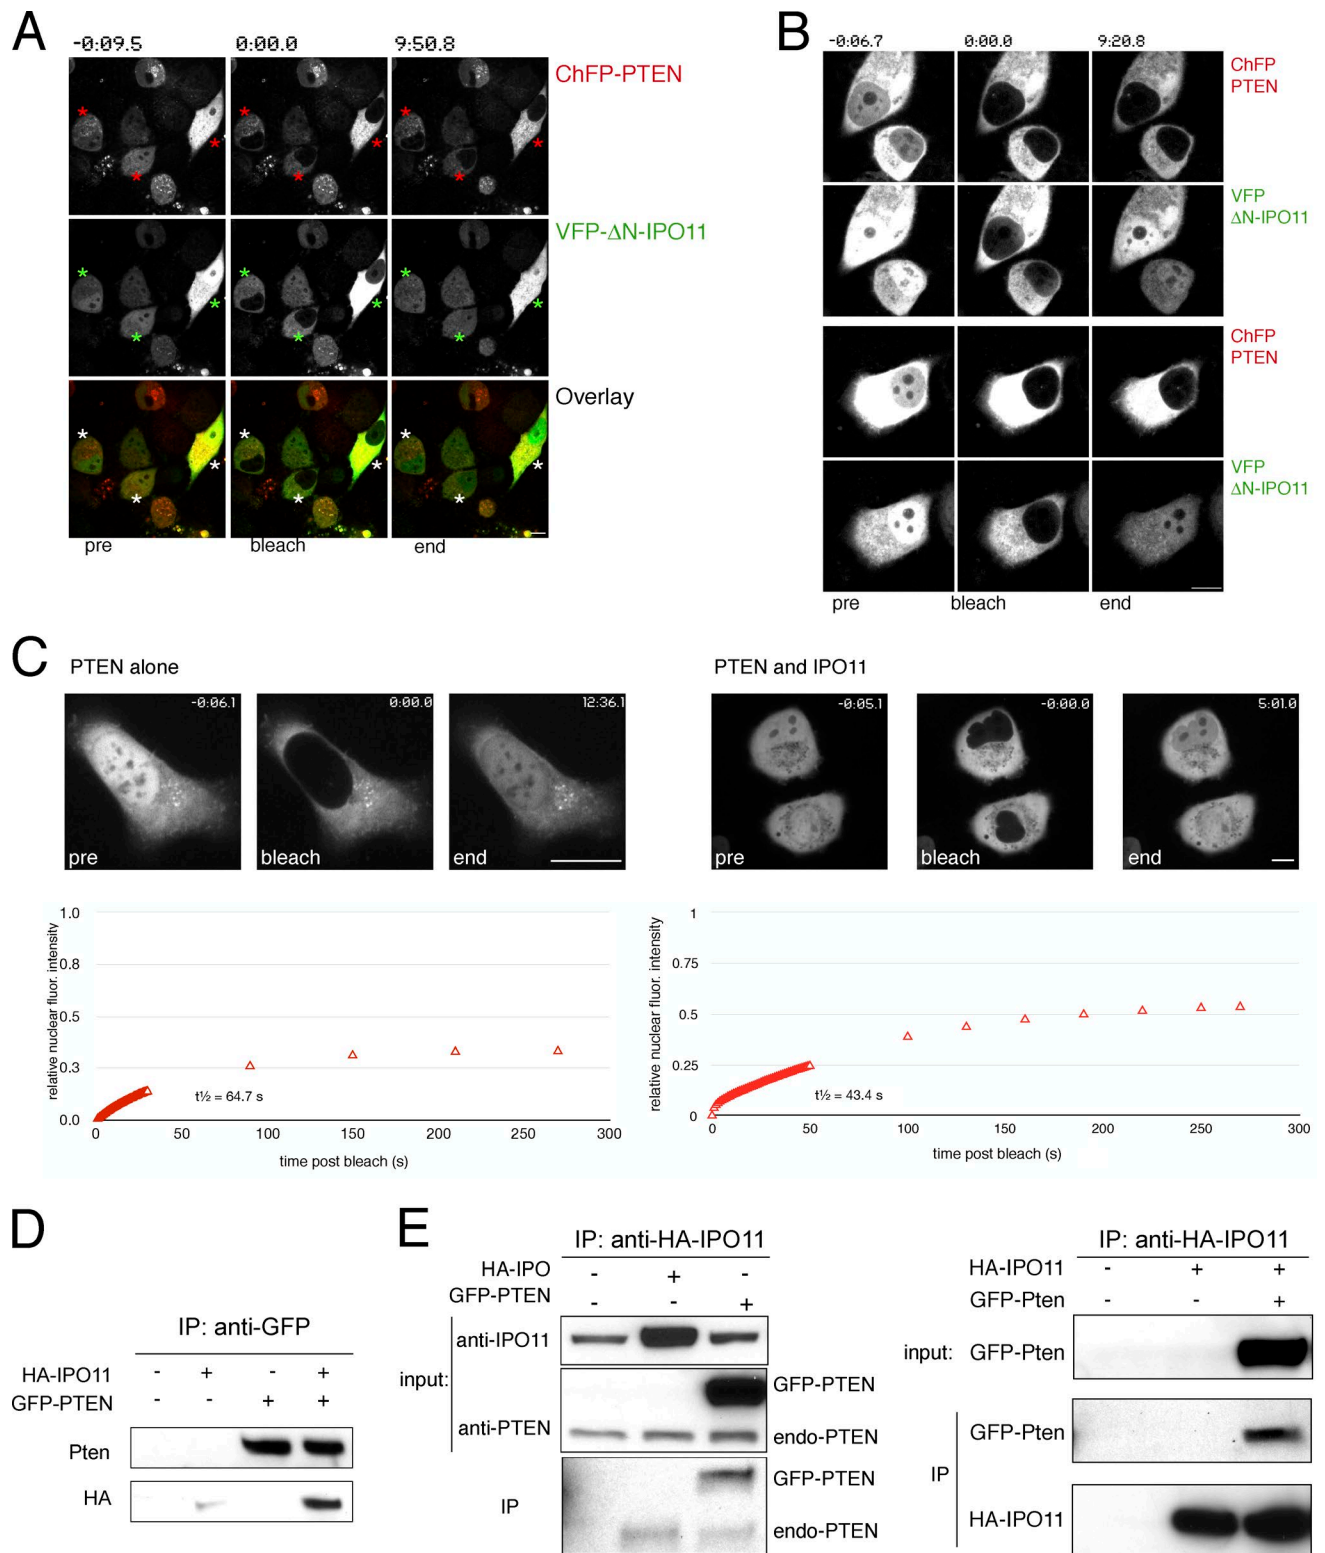 A
-0:09.5 0:00.0 9:50.8
ChFP-PTEN
VFP-ΔN-IPO11
Overlay
pre bleach end
B
-0:06.7 0:00.0 9:20.8
ChFP
PTEN
VFP
ΔN-IPO11
ChFP
PTEN
VFP
ΔN-IPO11
pre bleach end
C
PTEN alone
-0:06.1 0:00.0 12:36.1
pre bleach end
PTEN and IPO11
-0:05.1 -0:00.0 5:01.0
pre bleach end
relative nuclear fluor. intensity
1.0
0.8
0.5
0.3
0.0
t½ = 64.7 s
0 50 100 150 200 250 300
time post bleach (s)
relative nuclear fluor. intensity
1
0.75
0.5
0.25
0
t½ = 43.4 s
0 50 100 150 200 250 300
time post bleach (s)
D
IP: anti-GFP
HA-IPO11 - + - +
GFP-PTEN - - + +
Pten
HA
E
IP: anti-HA-IPO11
HA-IPO - + -
GFP-PTEN - - +
input:
anti-IPO11
anti-PTEN
GFP-PTEN
endo-PTEN
IP
GFP-PTEN
endo-PTEN
IP: anti-HA-IPO11
HA-IPO11 - + +
GFP-Pten - - +
input: GFP-Pten
IP
GFP-Pten
HA-IPO11